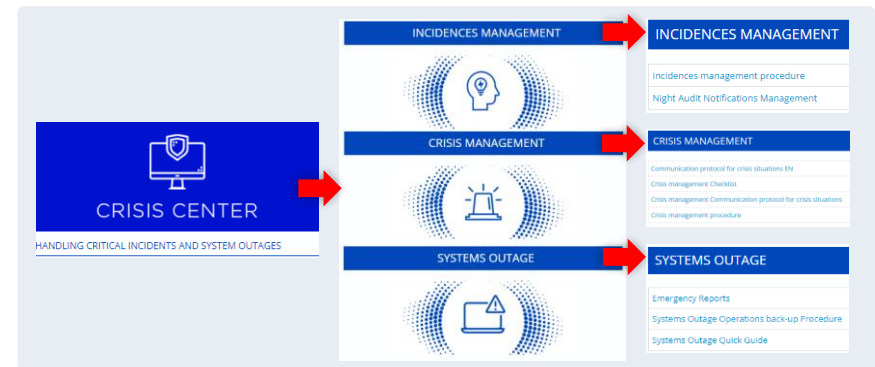 CRISIS CENTER
HANDLING CRITICAL INCIDENTS AND SYSTEM OUTAGES
INCIDENCES MANAGEMENT
CRISIS MANAGEMENT
SYSTEMS OUTAGE
INCIDENCES MANAGEMENT
Incidences management procedure
Night Audit Notifications Management
CRISIS MANAGEMENT
Communication protocol for crisis situations EN
Crisis management Checklist
Crisis management Communication protocol for crisis situations
Crisis management procedure
SYSTEMS OUTAGE
Emergency Reports
Systems Outage Operations back-up Procedure
Systems Outage Quick Guide